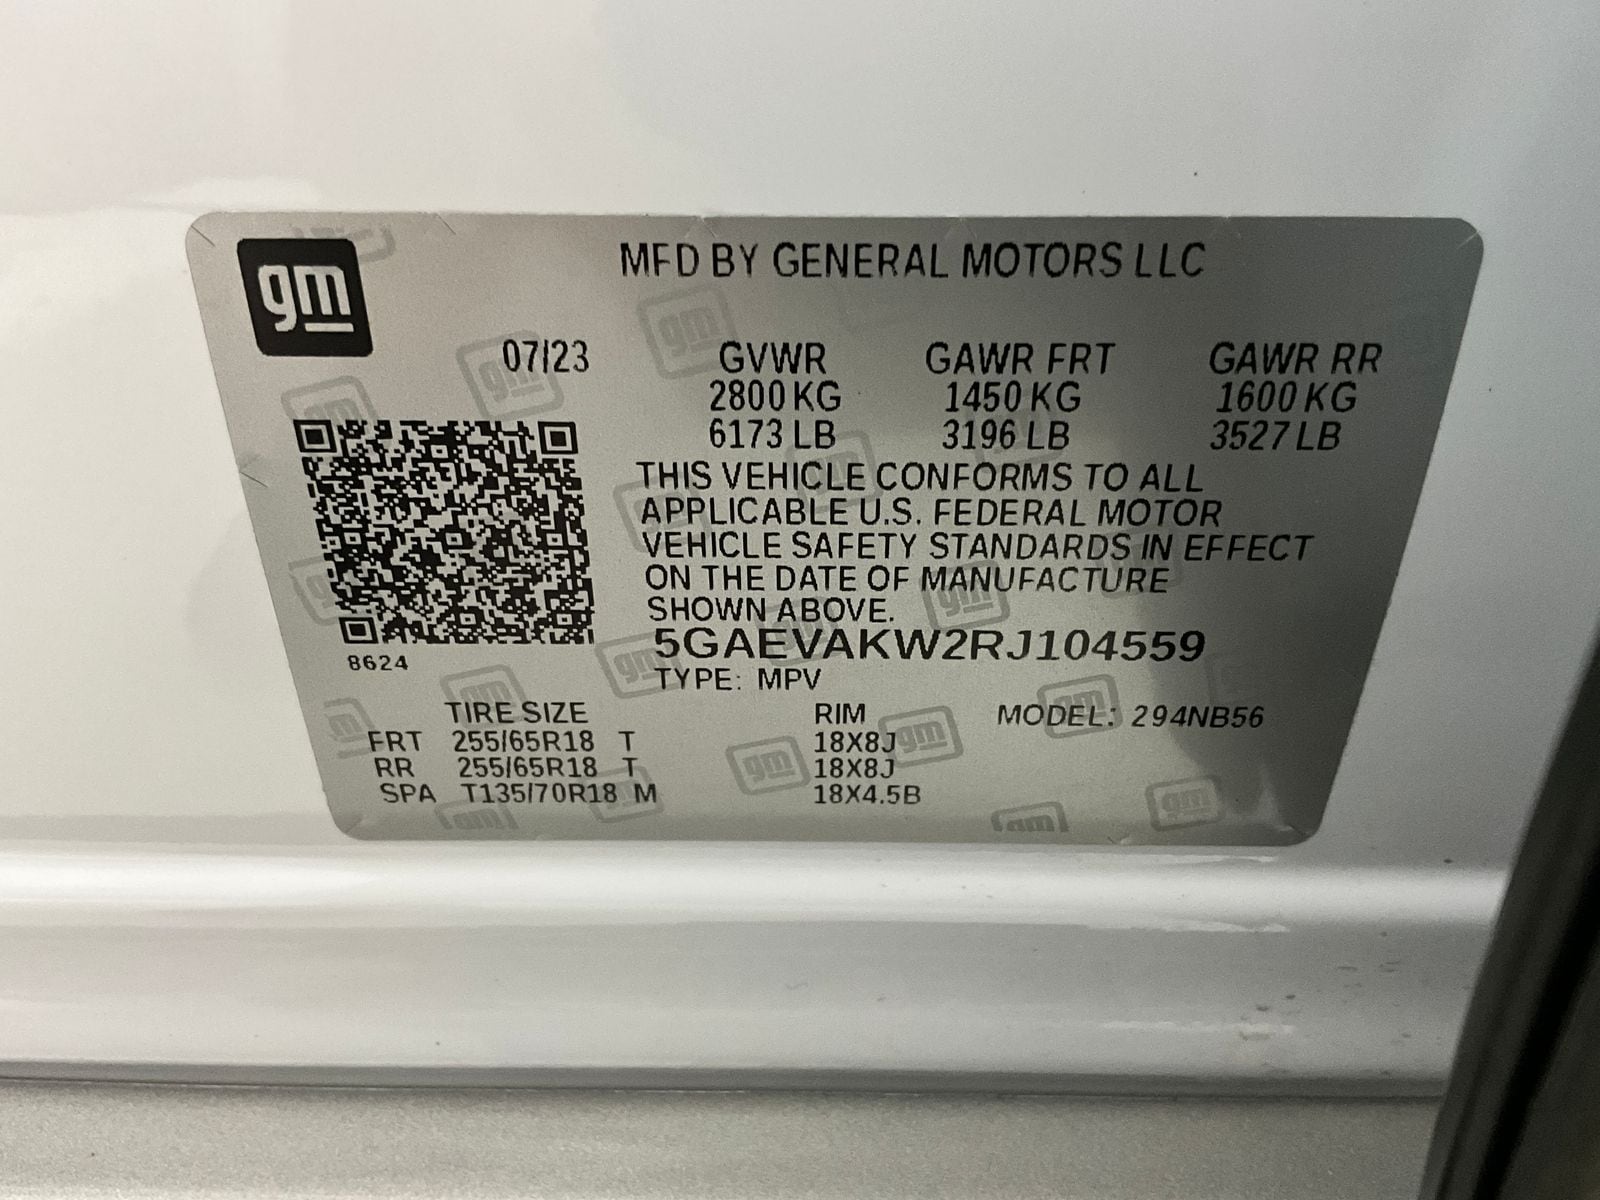 gm
MFD BY GENERAL MOTORS LLC
07/23 GVWR GAWR FRT GAWR RR
2800 KG 1450 KG 1600 KG
6173 LB 3196 LB 3527 LB
THIS VEHICLE CONFORMS TO ALL
APPLICABLE U.S. FEDERAL MOTOR
VEHICLE SAFETY STANDARDS IN EFFECT
ON THE DATE OF MANUFACTURE
SHOWN ABOVE.
5GAEVAKW2RJ104559
8624
TYPE: MPV
TIRE SIZE RIM MODEL: 294NB56
FRT 255/65R18 T 18X8J
RR 255/65R18 T 18X8J
SPA T135/70R18 M 18X4.5B